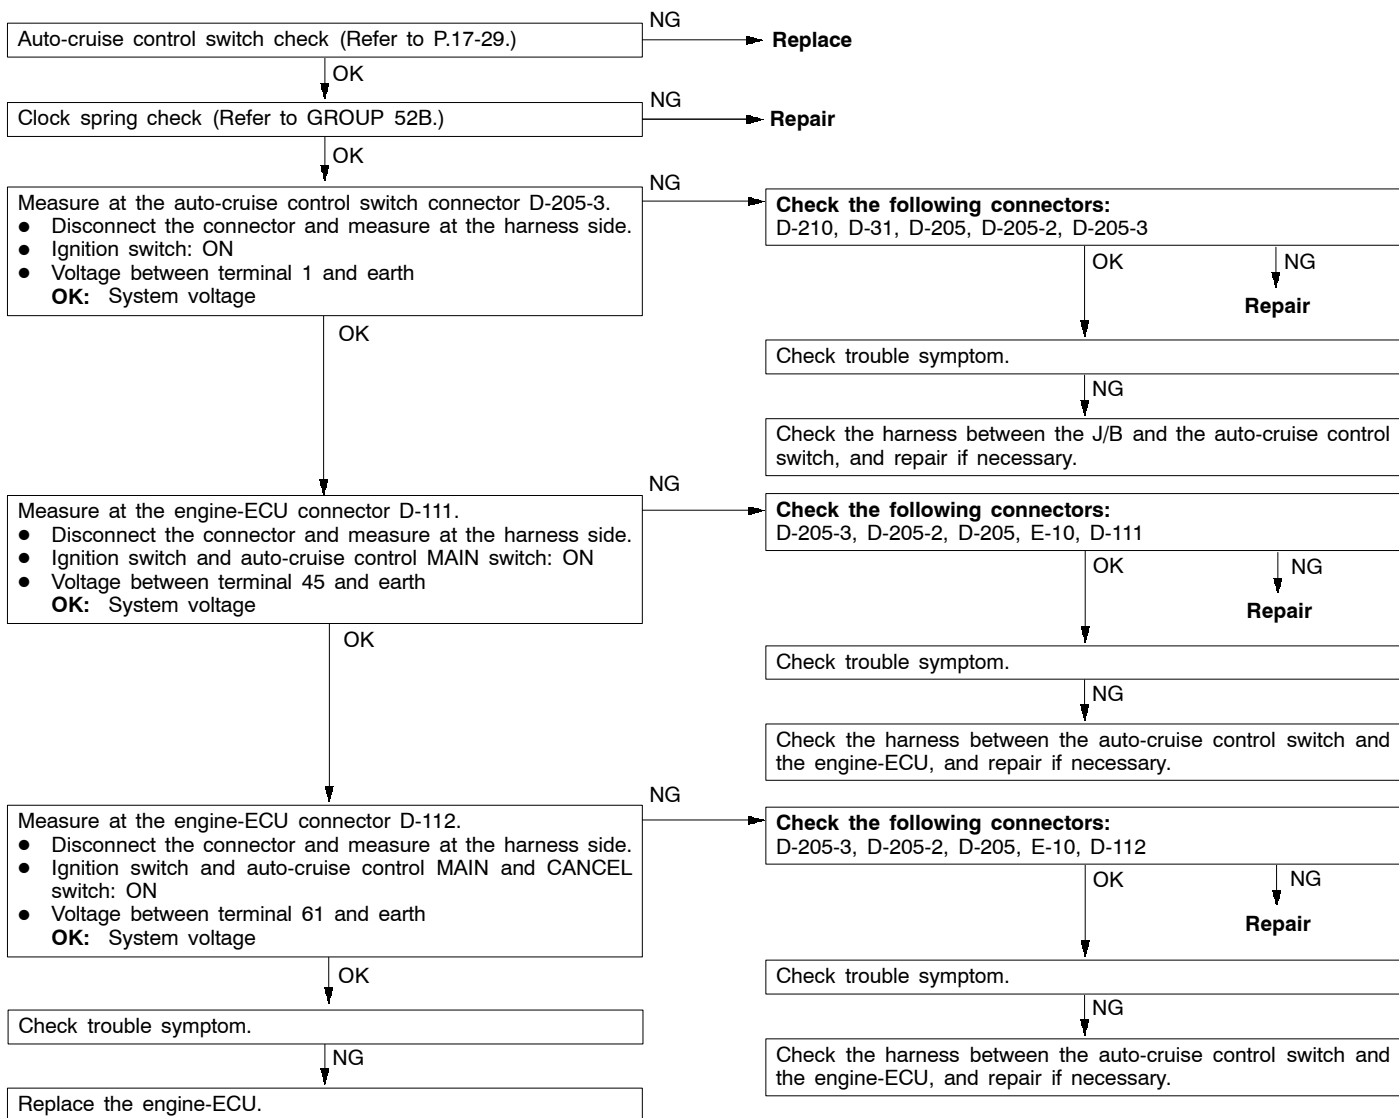 Auto-cruise control switch check (Refer to P.17-29.)
NG
Replace
OK
Clock spring check (Refer to GROUP 52B.)
NG
Repair
OK
Measure at the auto-cruise control switch connector D-205-3.
● Disconnect the connector and measure at the harness side.
● Ignition switch: ON
● Voltage between terminal 1 and earth
OK: System voltage
NG
Check the following connectors:
D-210, D-31, D-205, D-205-2, D-205-3
OK
NG
Repair
Check trouble symptom.
NG
Check the harness between the J/B and the auto-cruise control
switch, and repair if necessary.
OK
Measure at the engine-ECU connector D-111.
● Disconnect the connector and measure at the harness side.
● Ignition switch and auto-cruise control MAIN switch: ON
● Voltage between terminal 45 and earth
OK: System voltage
NG
Check the following connectors:
D-205-3, D-205-2, D-205, E-10, D-111
OK
NG
Repair
Check trouble symptom.
NG
Check the harness between the auto-cruise control switch and
the engine-ECU, and repair if necessary.
OK
Measure at the engine-ECU connector D-112.
● Disconnect the connector and measure at the harness side.
● Ignition switch and auto-cruise control MAIN and CANCEL
switch: ON
● Voltage between terminal 61 and earth
OK: System voltage
NG
Check the following connectors:
D-205-3, D-205-2, D-205, E-10, D-112
OK
NG
Repair
Check trouble symptom.
NG
Check the harness between the auto-cruise control switch and
the engine-ECU, and repair if necessary.
OK
Check trouble symptom.
NG
Replace the engine-ECU.